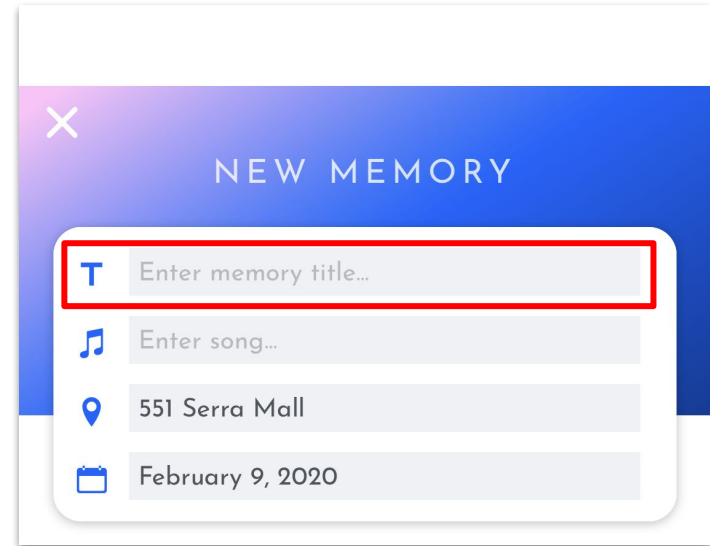 NEW MEMORY
T
Enter memory title...
Enter song...
551 Serra Mall
February 9, 2020